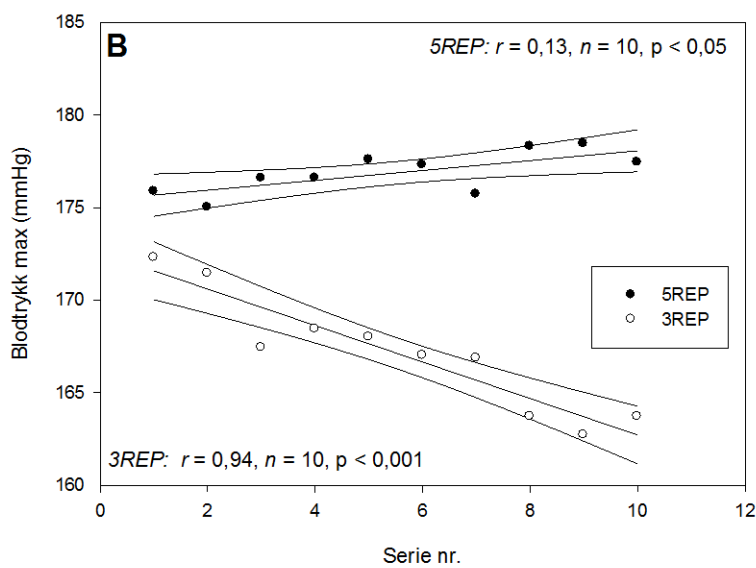 B
5REP: r = 0,13, n = 10, p < 0,05
185
180
175
170
165
160
Blodtrykk max (mmHg)
5REP
3REP
3REP: r = 0,94, n = 10, p < 0,001
0 2 4 6 8 10 12
Serie nr.